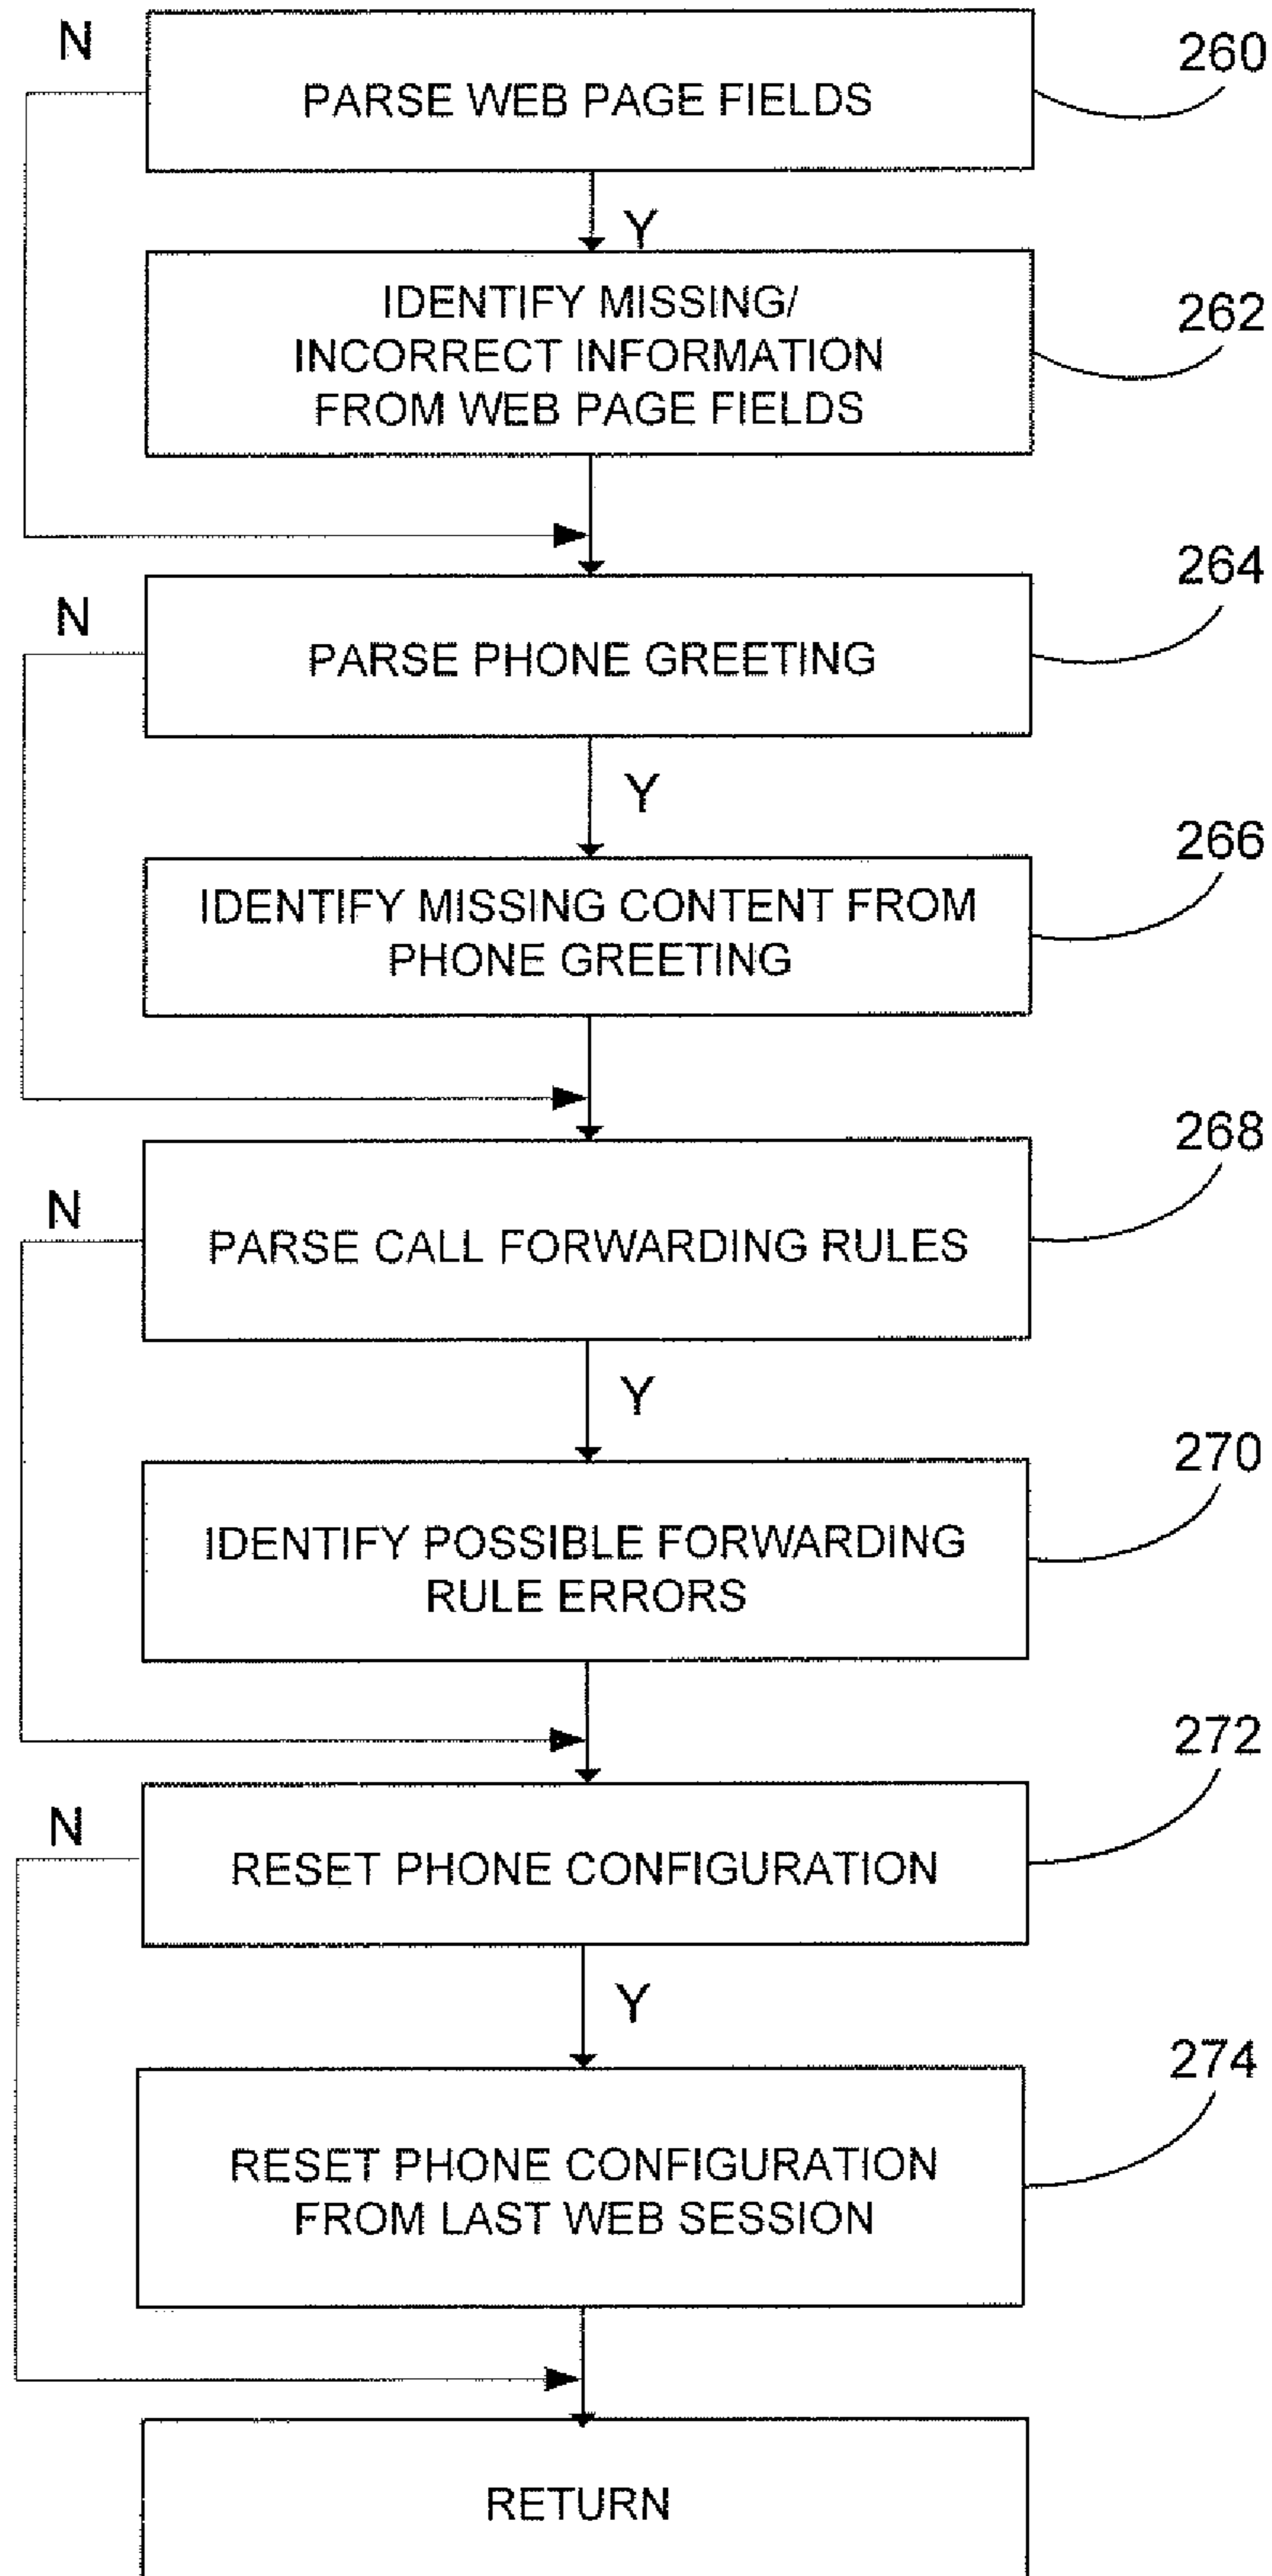 N
260
PARSE WEB PAGE FIELDS
Y
IDENTIFY MISSING/
INCORRECT INFORMATION
FROM WEB PAGE FIELDS
262
264
N
PARSE PHONE GREETING
Y
266
IDENTIFY MISSING CONTENT FROM
PHONE GREETING
268
N
PARSE CALL FORWARDING RULES
Y
270
IDENTIFY POSSIBLE FORWARDING
RULE ERRORS
272
N
RESET PHONE CONFIGURATION
Y
274
RESET PHONE CONFIGURATION
FROM LAST WEB SESSION
RETURN